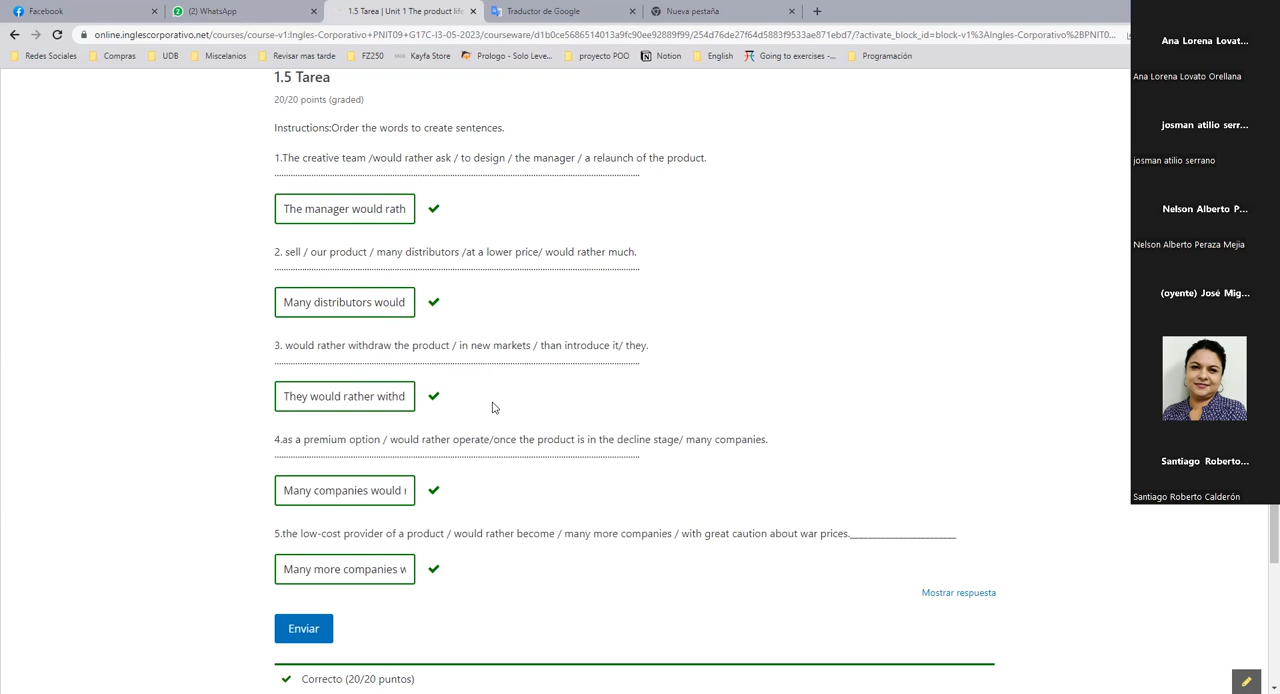 Facebook
(2) WhatsApp
1.5 Tarea | Unit 1 The product life
Traductor de Google
Nueva pestaña
online.inglescorporativo.net/courses/course-v1:Ingles-Corporativo+PNIT09+G17C-I3-05-2023/courseware/d1b0ce5686514013a9fc90ee92889f99/254d76de27f64d5883f9533ae871ebd7/?activate_block_id=block-v1%3AIngles-Corporativo%2BPNIT0...
Redes Sociales
Compras
UDB
Miscelanios
Revisar mas tarde
FZ250
Kayfa Store
Prologo - Solo Leve...
proyecto POO
Notion
English
Going to exercises -...
Programación
1.5 Tarea
20/20 points (graded)
Instructions:Order the words to create sentences.
1.The creative team /would rather ask / to design / the manager / a relaunch of the product.
The manager would rath
2. sell / our product / many distributors /at a lower price/ would rather much.
Many distributors would
3. would rather withdraw the product / in new markets / than introduce it/ they.
They would rather withd
4.as a premium option / would rather operate/once the product is in the decline stage/ many companies.
Many companies would r
5.the low-cost provider of a product / would rather become / many more companies / with great caution about war prices.______________________
Many more companies w
Mostrar respuesta
Enviar
Correcto (20/20 puntos)
Ana Lorena Lovat...
Ana Lorena Lovato Orellana
josman atilio serr...
josman atilio serrano
Nelson Alberto P...
Nelson Alberto Peraza Mejia
(oyente) José Mig...
Santiago Roberto...
Santiago Roberto Calderón